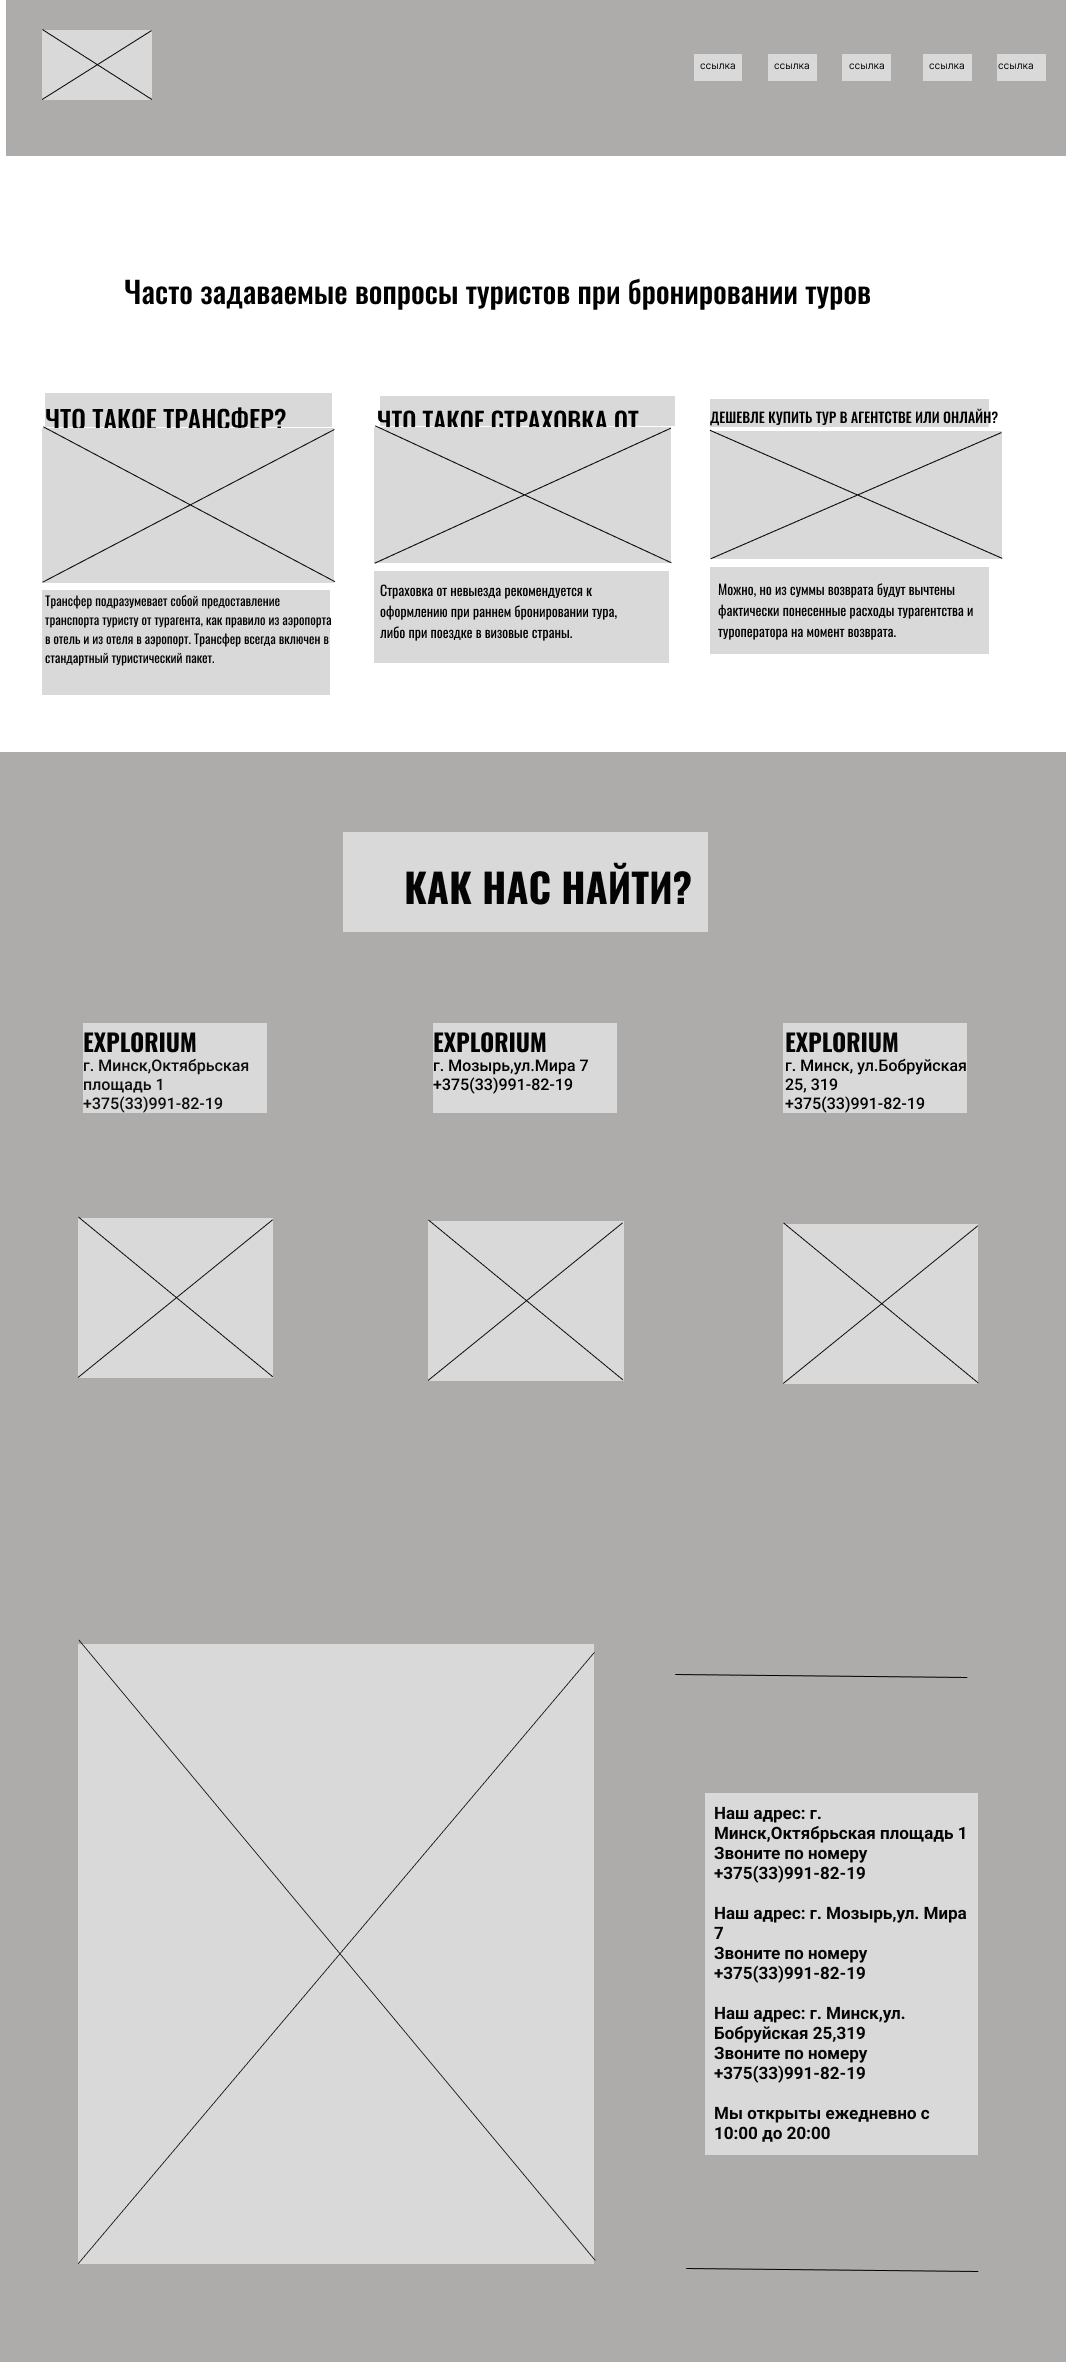 ссылка ссылка ссылка ссылка ссылка
Часто задаваемые вопросы туристов при бронировании туров
ЧТО ТАКОЕ ТРАНСФЕР?
Трансфер подразумевает собой предоставление
транспорта туристу от турагента, как правило из аэропорта
в отель и из отеля в аэропорт. Трансфер всегда включен в
стандартный туристический пакет.
ЧТО ТАКОЕ СТРАХОВКА ОТ
Страховка от невыезда рекомендуется к
оформлению при раннем бронировании тура,
либо при поездке в визовые страны.
ДЕШЕВЛЕ КУПИТЬ ТУР В АГЕНТСТВЕ ИЛИ ОНЛАЙН?
Можно, но из суммы возврата будут вычтены
фактически понесенные расходы турагентства и
туроператора на момент возврата.
КАК НАС НАЙТИ?
EXPLORIUM
г. Минск,Октябрьская
площадь 1
+375(33)991-82-19
EXPLORIUM
г. Мозырь,ул.Мира 7
+375(33)991-82-19
EXPLORIUM
г. Минск, ул.Бобруйская
25, 319
+375(33)991-82-19
Наш адрес: г.
Минск,Октябрьская площадь 1
Звоните по номеру
+375(33)991-82-19
Наш адрес: г. Мозырь,ул. Мира
7
Звоните по номеру
+375(33)991-82-19
Наш адрес: г. Минск,ул.
Бобруйская 25,319
Звоните по номеру
+375(33)991-82-19
Мы открыты ежедневно с
10:00 до 20:00